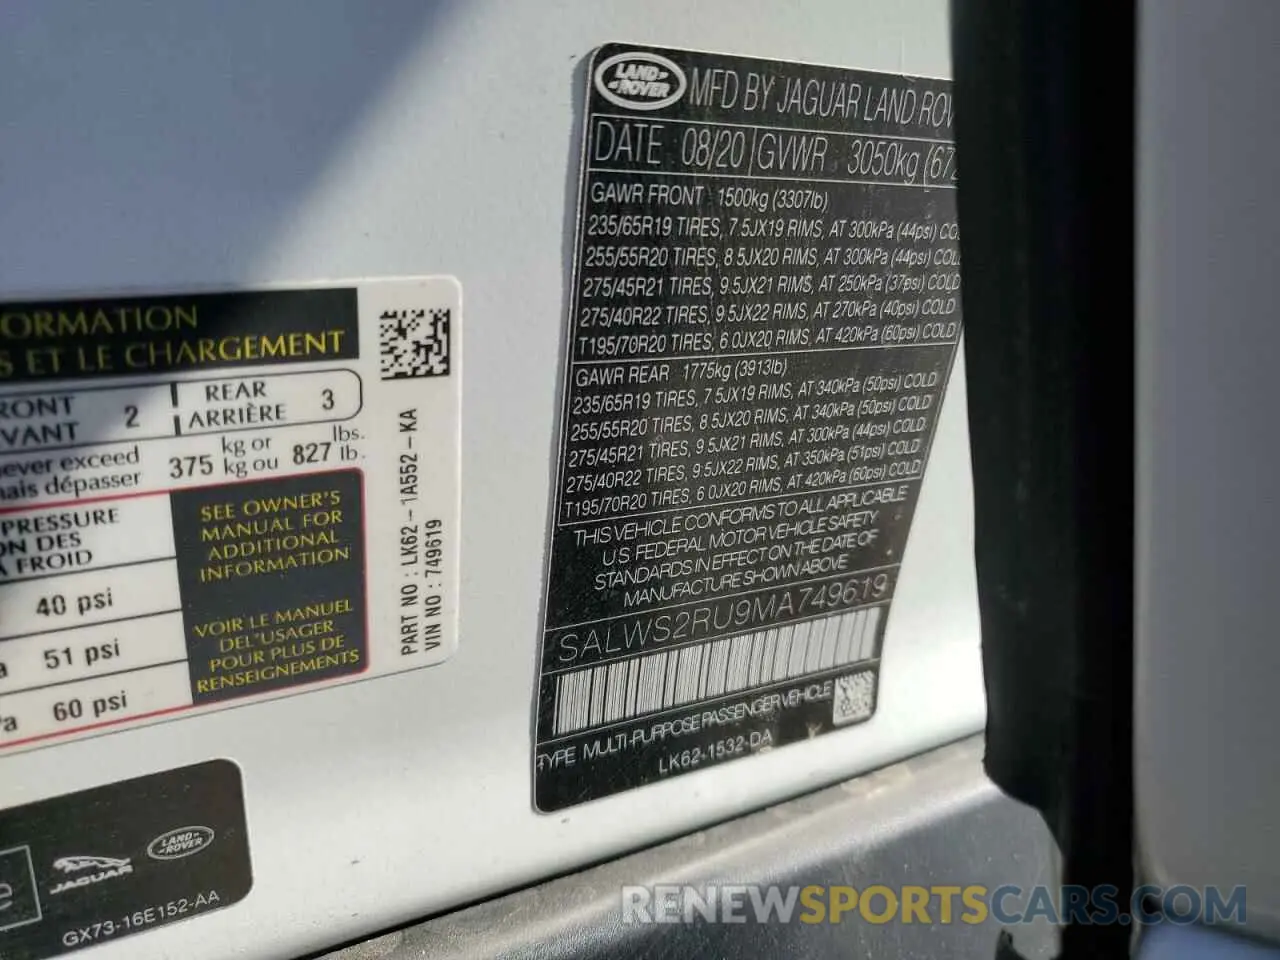 ORMATION
S ET LE CHARGEMENT
RONT
VANT 2
REAR
ARRIÈRE 3
never exceed
mais dépasser 375 kg or
kg ou 827 lbs.
lb.
PRESSURE
ON DES
A FROID
40 psi
51 psi
60 psi
SEE OWNER'S
MANUAL FOR
ADDITIONAL
INFORMATION
VOIR LE MANUEL
DEL'USAGER
POUR PLUS DE
RENSEIGNEMENTS
PART NO : LK62-1A552-KA
VIN NO : 749619
JAGUAR
LAND-
-ROVER
GX73-16E152-AA
LAND-
-ROVER
MFD BY JAGUAR LAND ROV
DATE 08/20 GVWR 3050kg (672
GAWR FRONT 1500kg (3307lb)
235/65R19 TIRES, 7.5JX19 RIMS, AT 300kPa (44psi) CO
255/55R20 TIRES, 8.5JX20 RIMS, AT 300kPa (44psi) COL
275/45R21 TIRES, 9.5JX21 RIMS, AT 250kPa (37psi) COLD
275/40R22 TIRES, 9.5JX22 RIMS, AT 270kPa (40psi) COLD
T195/70R20 TIRES, 6.0JX20 RIMS, AT 420kPa (60psi) COLD
GAWR REAR 1775kg (3913lb)
235/65R19 TIRES, 7.5JX19 RIMS, AT 340kPa (50psi) COLD
255/55R20 TIRES, 8.5JX20 RIMS, AT 340kPa (50psi) COLD
275/45R21 TIRES, 9.5JX21 RIMS, AT 300kPa (44psi) COLD
275/40R22 TIRES, 9.5JX22 RIMS, AT 350kPa (51psi) COLD
T195/70R20 TIRES, 6.0JX20 RIMS, AT 420kPa (60psi) COLD
THIS VEHICLE CONFORMS TO ALL APPLICABLE
U.S. FEDERAL MOTOR VEHICLE SAFETY
STANDARDS IN EFFECT ON THE DATE OF
MANUFACTURE SHOWN ABOVE
SALWS2RU9MA749619
TYPE MULTI-PURPOSE PASSENGER VEHICLE
LK62-1532-DA
RENEWSPORTSCARS.COM